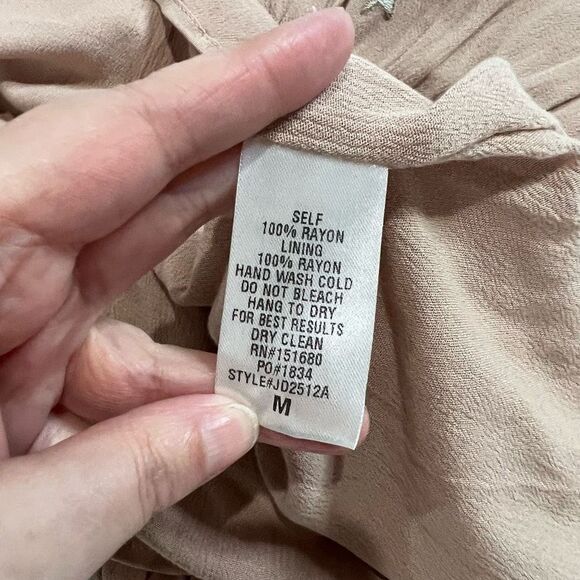 SELF
100% RAYON
LINING
100% RAYON
HAND WASH COLD
DO NOT BLEACH
HANG TO DRY
FOR BEST RESULTS
DRY CLEAN
RN#151680
PO#1834
STYLE#JD2512A
M